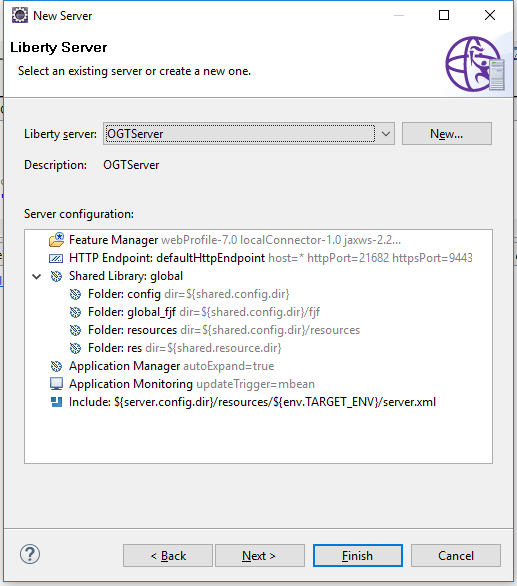 New Server
Liberty Server
Select an existing server or create a new one.
Liberty server: OGTServer New...
Description: OGTServer
Server configuration:
Feature Manager webProfile-7.0 localConnector-1.0 jaxws-2.2...
HTTP Endpoint: defaultHttpEndpoint host=* httpPort=21682 httpsPort=9443
Shared Library: global
Folder: config dir=${shared.config.dir}
Folder: global_fjf dir=${shared.config.dir}/fjf
Folder: resources dir=${shared.config.dir}/resources
Folder: res dir=${shared.resource.dir}
Application Manager autoExpand=true
Application Monitoring updateTrigger=mbean
Include: ${server.config.dir}/resources/${env.TARGET_ENV}/server.xml
? < Back Next > Finish Cancel